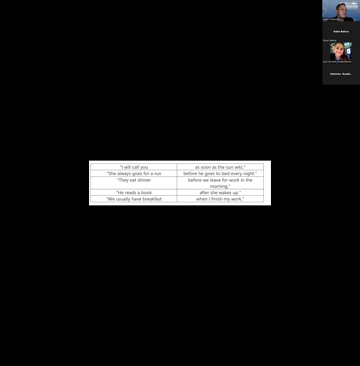 "I will call you
as soon as the sun sets."
"She always goes for a run
before he goes to bed every night."
"They eat dinner
before we leave for work in the
morning."
"He reads a book
after she wakes up."
"We usually have breakfast
when I finish my work."